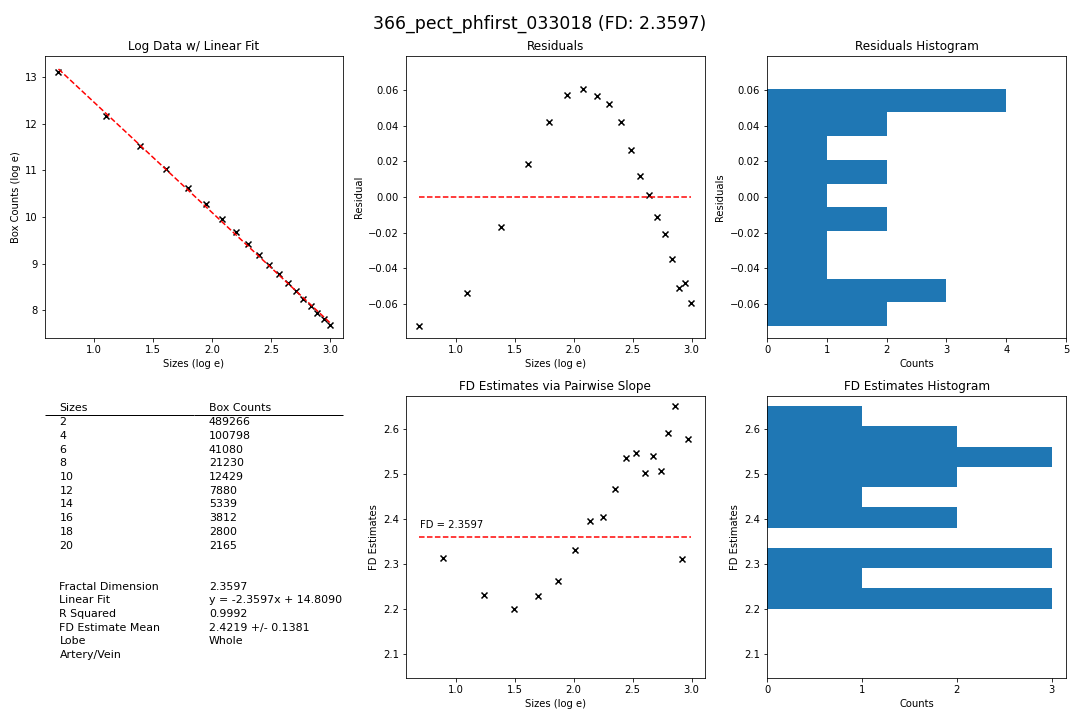 366_pect_phfirst_033018 (FD: 2.3597)
Log Data w/ Linear Fit
Box Counts (log e)
13
12
11
10
9
8
1.0 1.5 2.0 2.5 3.0
Sizes (log e)
Residuals
Residual
0.06
0.04
0.02
0.00
−0.02
−0.04
−0.06
1.0 1.5 2.0 2.5 3.0
Sizes (log e)
Residuals Histogram
Residuals
0.06
0.04
0.02
0.00
−0.02
−0.04
−0.06
0 1 2 3 4 5
Counts
Sizes Box Counts
2 489266
4 100798
6 41080
8 21230
10 12429
12 7880
14 5339
16 3812
18 2800
20 2165
Fractal Dimension 2.3597
Linear Fit y = -2.3597x + 14.8090
R Squared 0.9992
FD Estimate Mean 2.4219 +/- 0.1381
Lobe Whole
Artery/Vein
FD Estimates via Pairwise Slope
FD Estimates
2.6
2.5
2.4
2.3
2.2
2.1
FD = 2.3597
1.0 1.5 2.0 2.5 3.0
Sizes (log e)
FD Estimates Histogram
FD Estimates
2.6
2.5
2.4
2.3
2.2
2.1
0 1 2 3
Counts